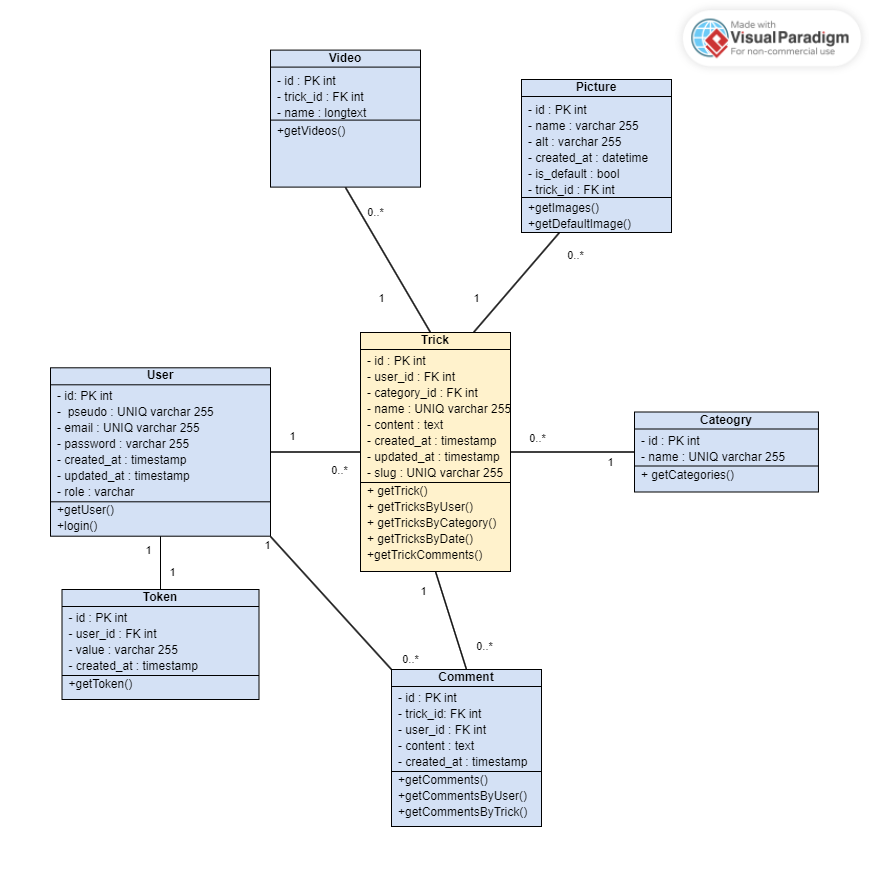 Made with
VisualParadigm
For non-commercial use
Video
- id : PK int
- trick_id : FK int
- name : longtext
+getVideos()
Picture
- id : PK int
- name : varchar 255
- alt : varchar 255
- created_at : datetime
- is_default : bool
- trick_id : FK int
+getImages()
+getDefaultImage()
0..*
0..*
1
1
Trick
- id : PK int
- user_id : FK int
- category_id : FK int
- name : UNIQ varchar 255
- content : text
- created_at : timestamp
- updated_at : timestamp
- slug : UNIQ varchar 255
+ getTrick()
+ getTricksByUser()
+ getTricksByCategory()
+ getTricksByDate()
+getTrickComments()
User
- id: PK int
- pseudo : UNIQ varchar 255
- email : UNIQ varchar 255
- password : varchar 255
- created_at : timestamp
- updated_at : timestamp
- role : varchar
+getUser()
+login()
1
0..*
0..*
1
Cateogry
- id : PK int
- name : UNIQ varchar 255
+ getCategories()
1
1
1
Token
- id : PK int
- user_id : FK int
- value : varchar 255
- created_at : timestamp
+getToken()
1
0..*
0..*
Comment
- id : PK int
- trick_id: FK int
- user_id : FK int
- content : text
- created_at : timestamp
+getComments()
+getCommentsByUser()
+getCommentsByTrick()